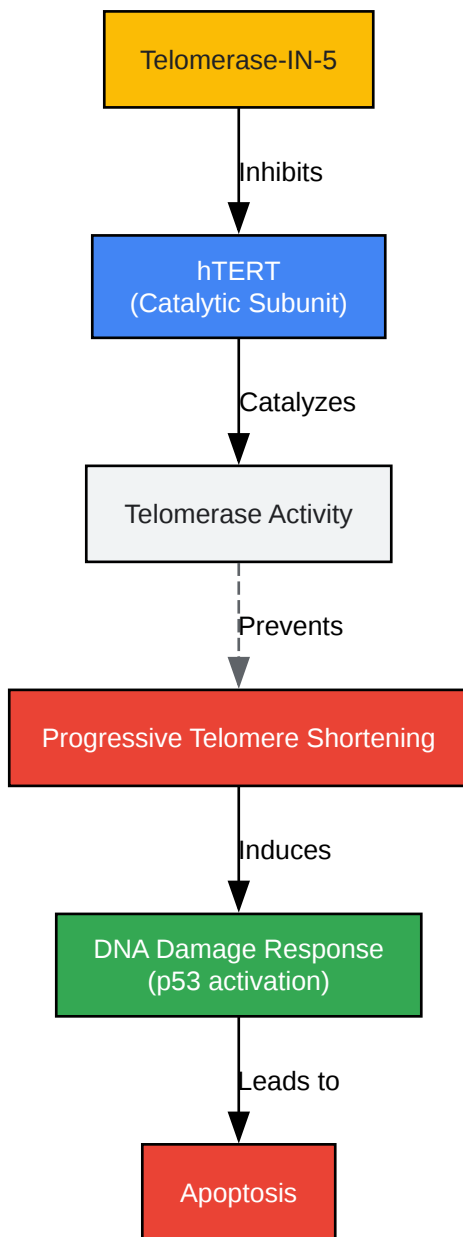 Telomerase-IN-5
Inhibits
hTERT
(Catalytic Subunit)
Catalyzes
Telomerase Activity
Prevents
Progressive Telomere Shortening
Induces
DNA Damage Response
(p53 activation)
Leads to
Apoptosis